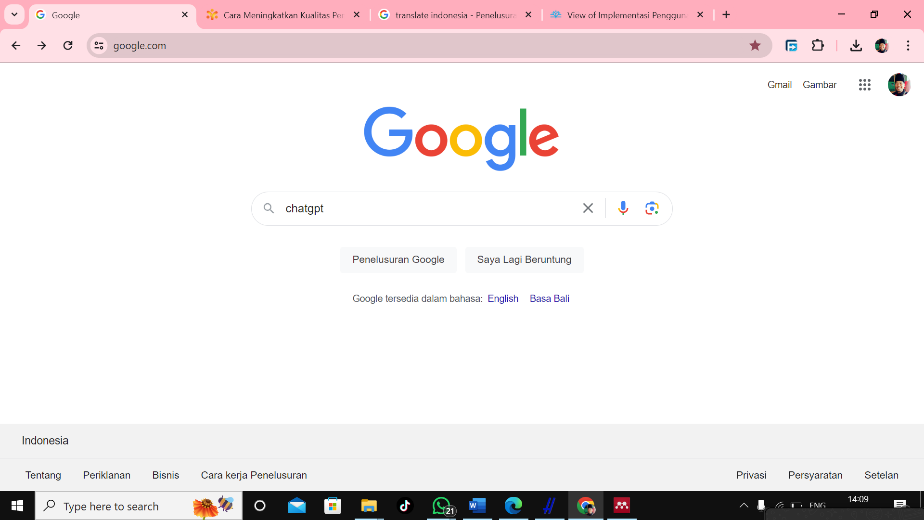 Google
Cara Meningkatkan Kualitas Per
translate indonesia - Penelusura
View of Implementasi Penggun
google.com
Gmail
Gambar
Google
chatgpt
Penelusuran Google
Saya Lagi Beruntung
Google tersedia dalam bahasa: English Basa Bali
Indonesia
Tentang
Periklanan
Bisnis
Cara kerja Penelusuran
Privasi
Persyaratan
Setelan
Type here to search
21
ENG
14:09